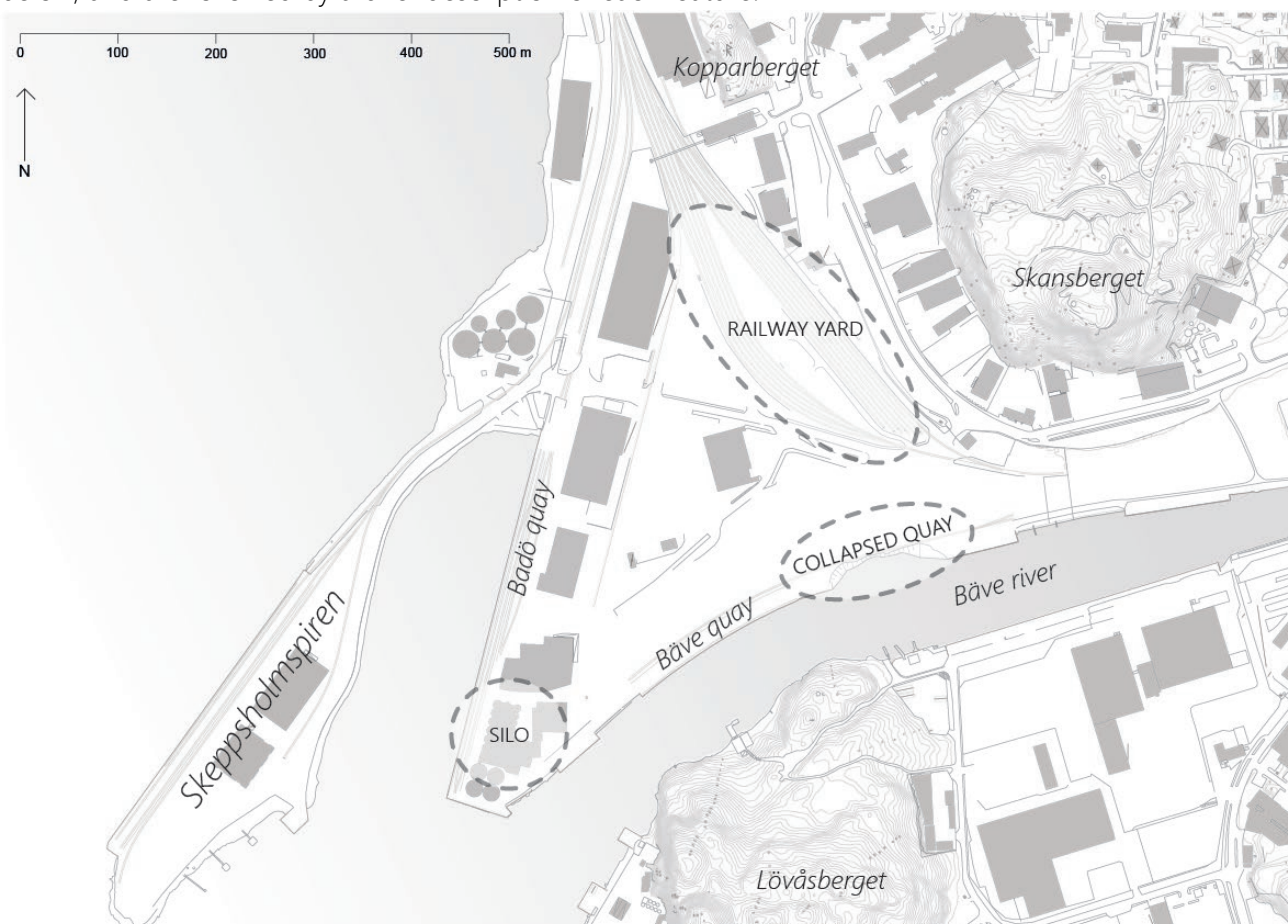 0 100 200 300 400 500 m
N
Kopparberget
Skansberget
RAILWAY YARD
Badö quay
COLLAPSED QUAY
Bäve river
Bäve quay
Skeppsholmspiren
SILO
Lövåsberget